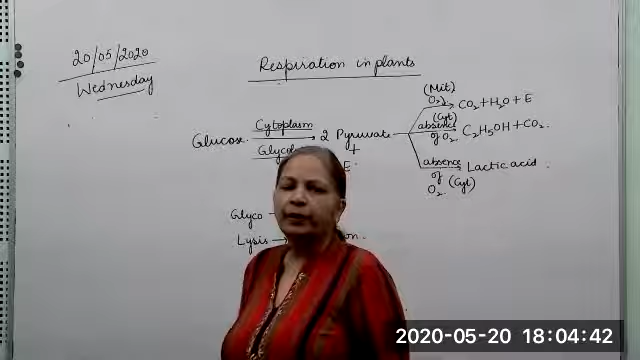 20/05/2020
Wednesday
Respiration in plants
Glucose Cytoplasm 2 Pyruvate
+
E
(Mit)
O₂ CO₂ + H₂O + E
(Cyt)
absence of O₂ C₂H₅OH + CO₂
absence of O₂ (Cyt) Lactic acid
Glyco
Lysis
2020-05-20 18:04:42